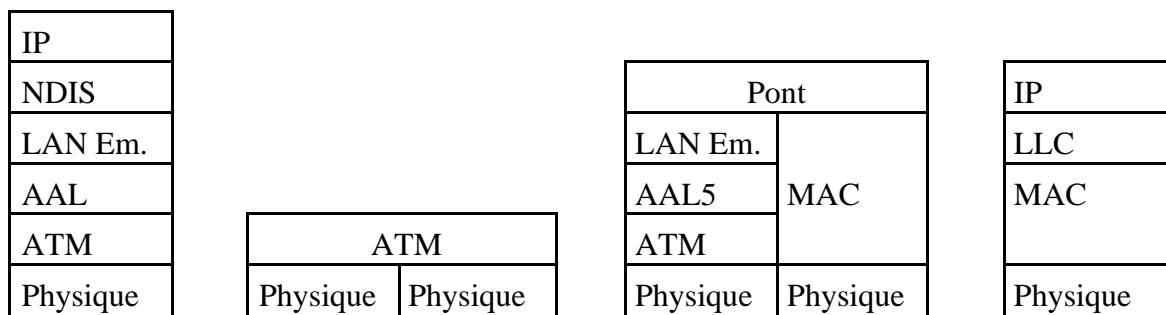 IP
NDIS
LAN Em.
AAL
ATM
Physique
ATM
Physique
Physique
Pont
LAN Em.
AAL5
MAC
ATM
Physique
Physique
IP
LLC
MAC
Physique